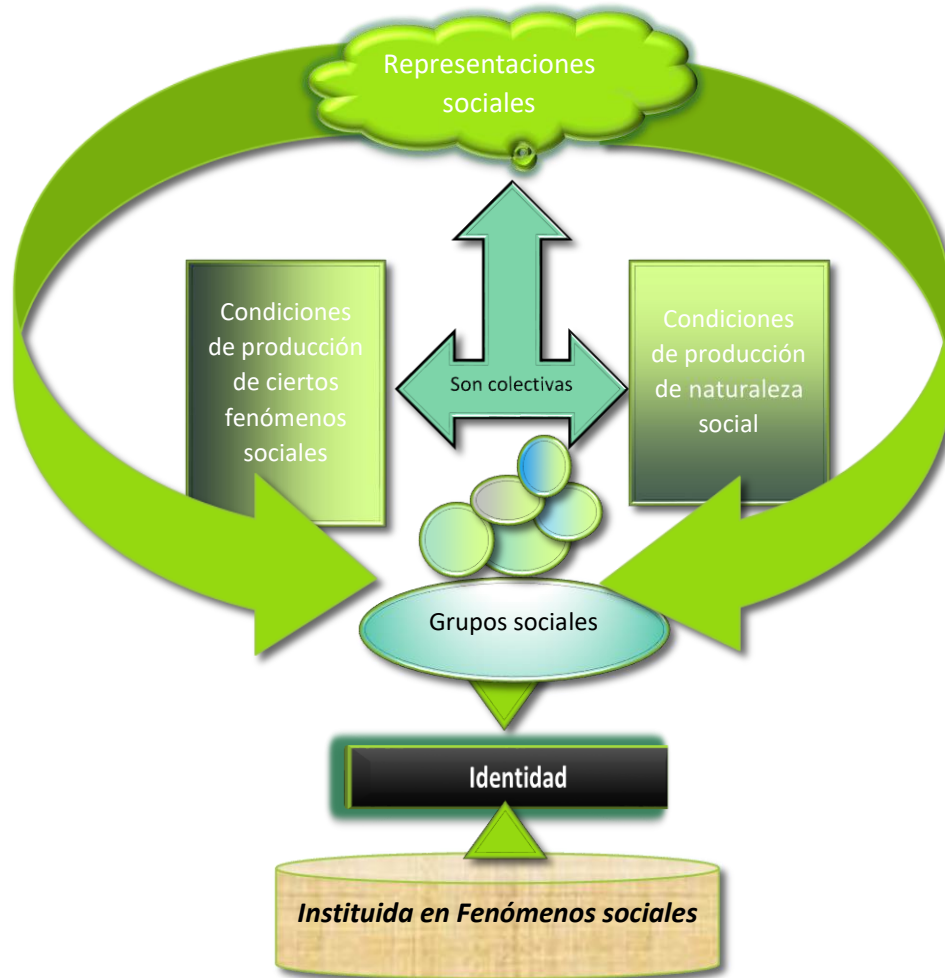 Representaciones
sociales
Condiciones
de producción
de ciertos
fenómenos
sociales
Son colectivas
Condiciones
de producción
de naturaleza
social
Grupos sociales
Identidad
Instituida en Fenómenos sociales